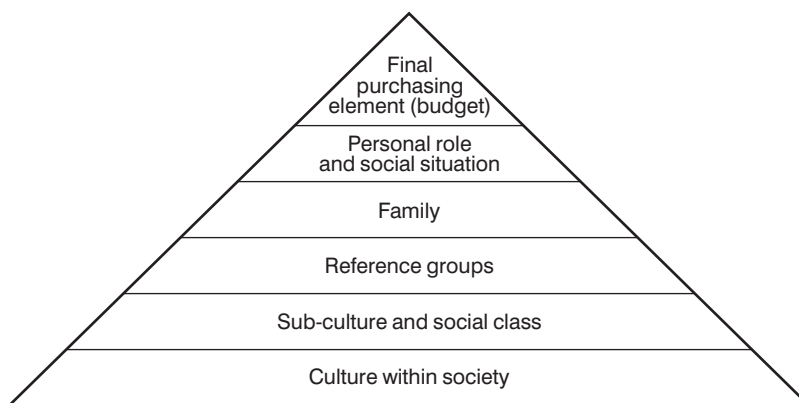 Final
purchasing
element (budget)
Personal role
and social situation
Family
Reference groups
Sub-culture and social class
Culture within society